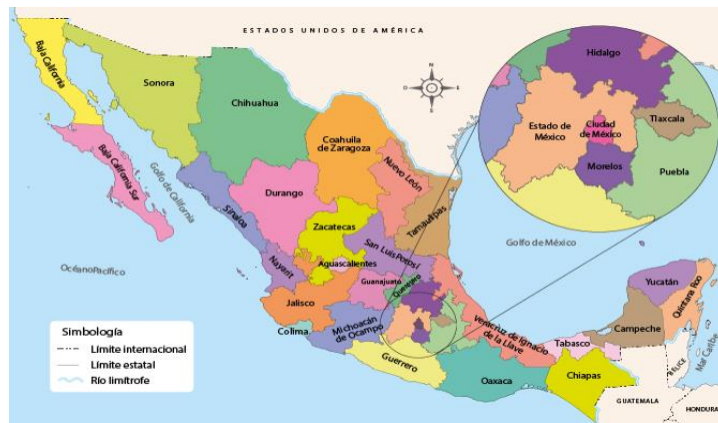 ESTADOS UNIDOS DE AMÉRICA
Baja California
Sonora
Chihuahua
Coahuila
de Zaragoza
Nuevo León
Tamaulipas
Baja California Sur
Golfo de California
Sinaloa
Durango
Zacatecas
San Luis Potosí
Nayarit
Aguascalientes
Guanajuato
Querétaro
Jalisco
Colima
Michoacán
de Ocampo
Guerrero
Oaxaca
Veracruz de Ignacio
de la Llave
Tabasco
Chiapas
Campeche
Yucatán
Quintana Roo
Océano Pacífico
Golfo de México
Mar Caribe
BELICE
GUATEMALA
HONDURA
N
O
E
S
Hidalgo
Estado de
México
Ciudad
de México
Tlaxcala
Morelos
Puebla
Simbología
Límite internacional
Límite estatal
Río limítrofe